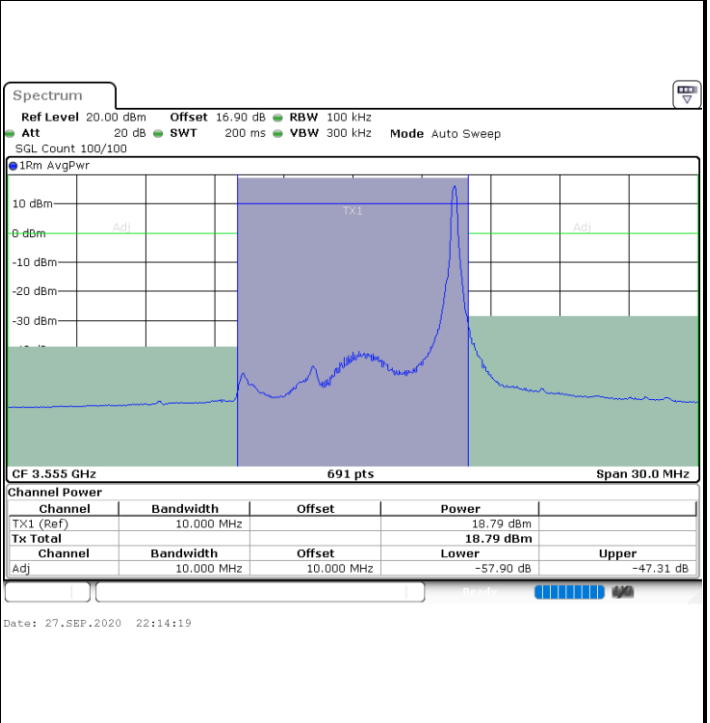 Spectrum
Ref Level 20.00 dBm Offset 16.90 dB RBW 100 kHz
Att 20 dB SWT 200 ms VBW 300 kHz Mode Auto Sweep
SGL Count 100/100
1Rm AvgPwr
TX1
10 dBm
Adj Adj
0 dBm
-10 dBm
-20 dBm
-30 dBm
CF 3.555 GHz 691 pts Span 30.0 MHz
Channel Power
Channel Bandwidth Offset Power
TX1 (Ref) 10.000 MHz 18.79 dBm
Tx Total 18.79 dBm
Channel Bandwidth Offset Lower Upper
Adj 10.000 MHz 10.000 MHz -57.90 dB -47.31 dB
Ready
Date: 27.SEP.2020 22:14:19